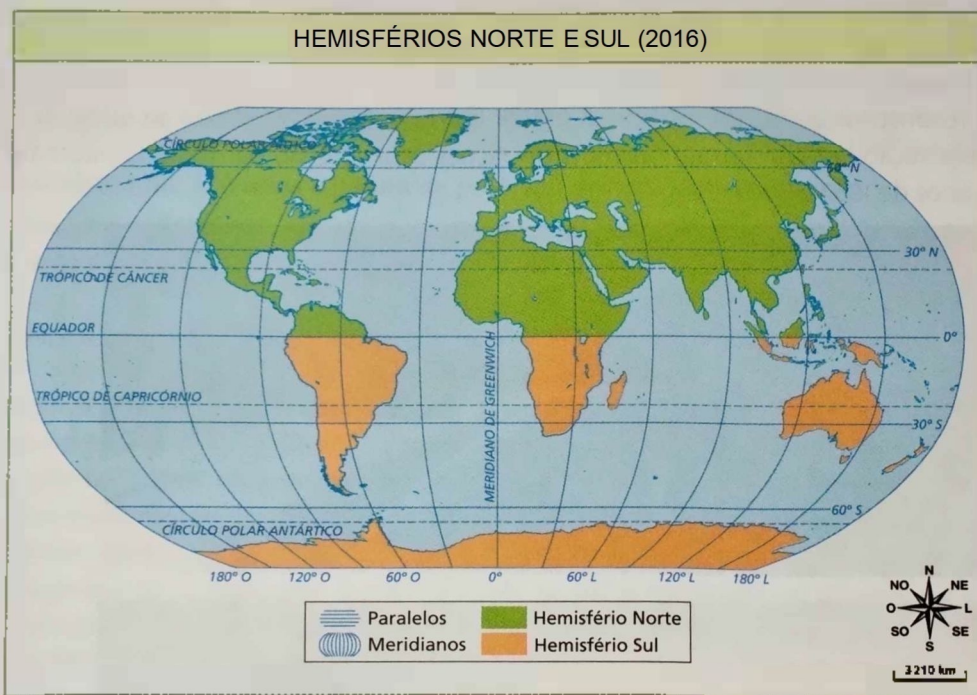 HEMISFÉRIOS NORTE E SUL (2016)
CÍRCULO POLAR ÁRTICO
60° N
30° N
TRÓPICO DE CÂNCER
EQUADOR
0°
MERIDIANO DE GREENWICH
TRÓPICO DE CAPRICÓRNIO
30° S
60° S
CÍRCULO POLAR ANTÁRTICO
180° O 120° O 60° O 0° 60° L 120° L 180° L
Paralelos
Meridianos
Hemisfério Norte
Hemisfério Sul
N
NO NE
O L
SO SE
S
3 210 km